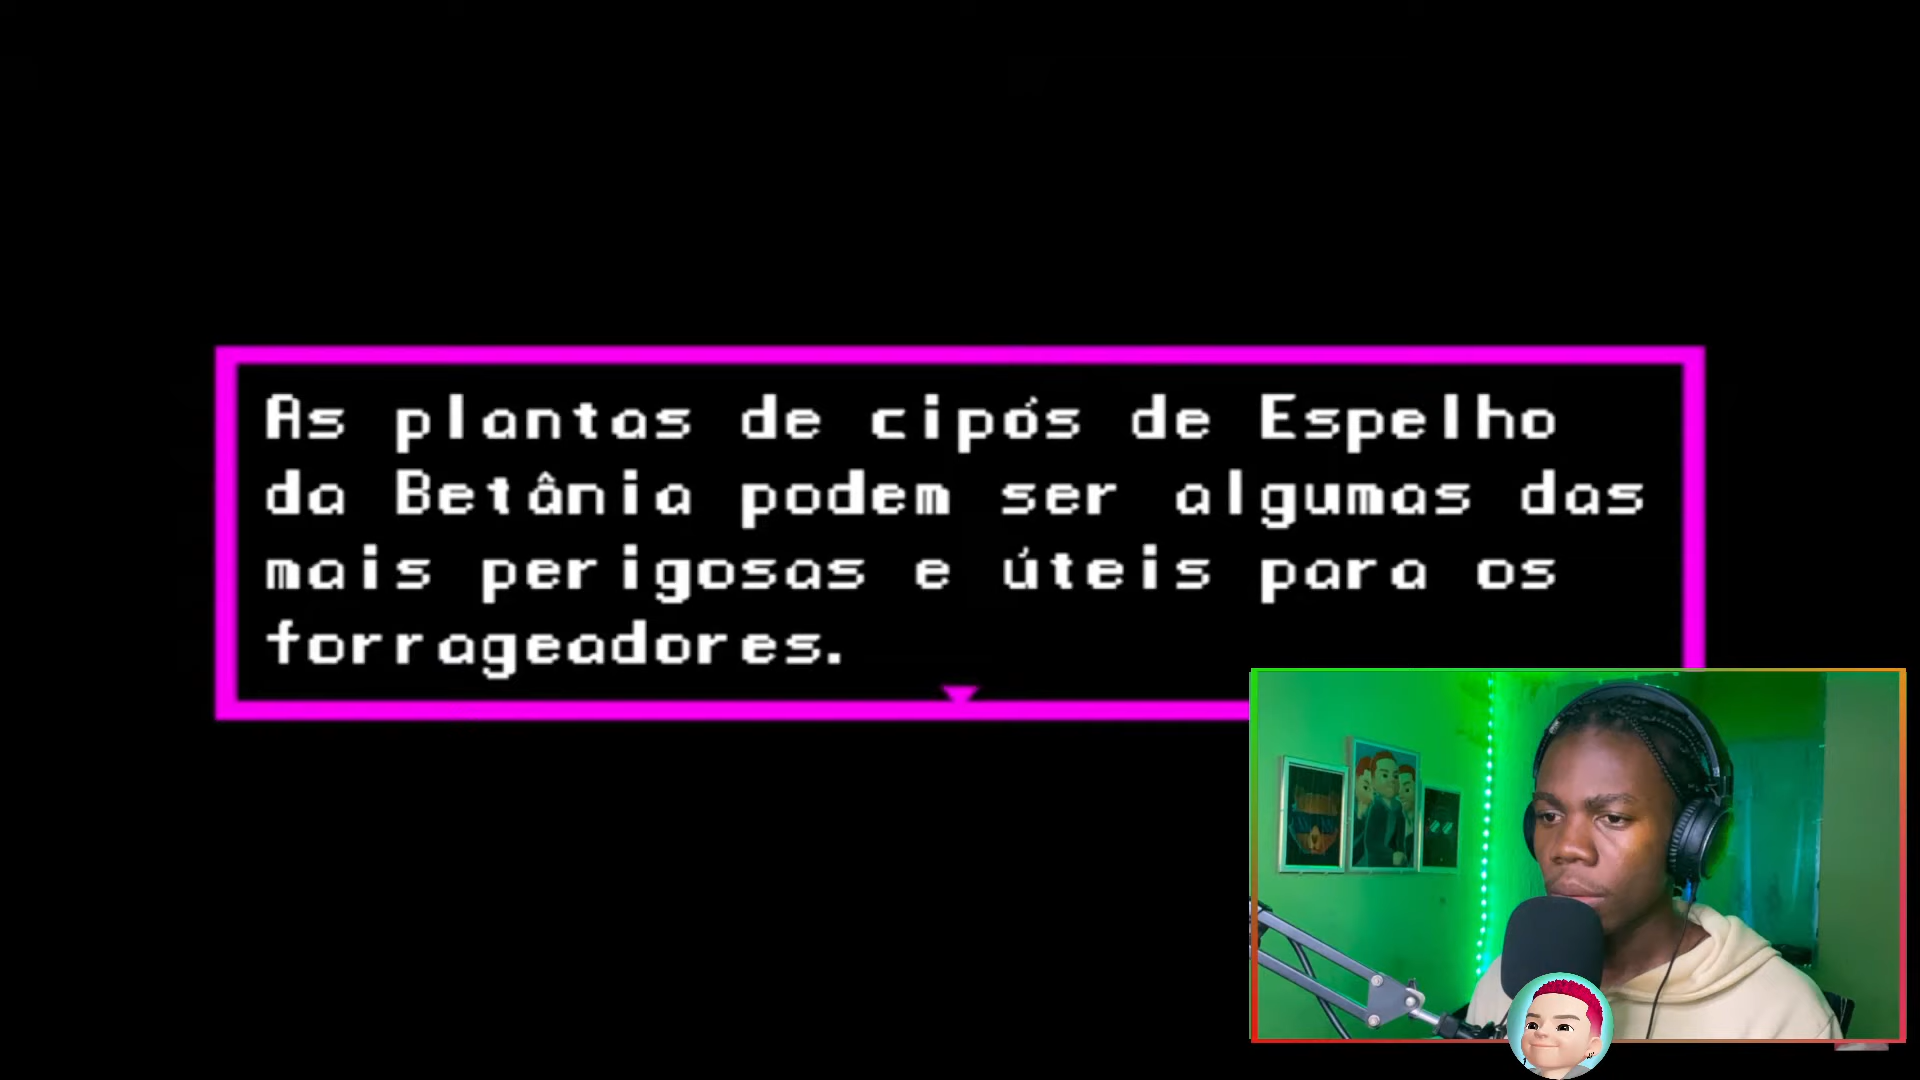 As plantas de cipós de Espelho
da Betânia podem ser algumas das
mais perigosas e úteis para os
forrageadores.